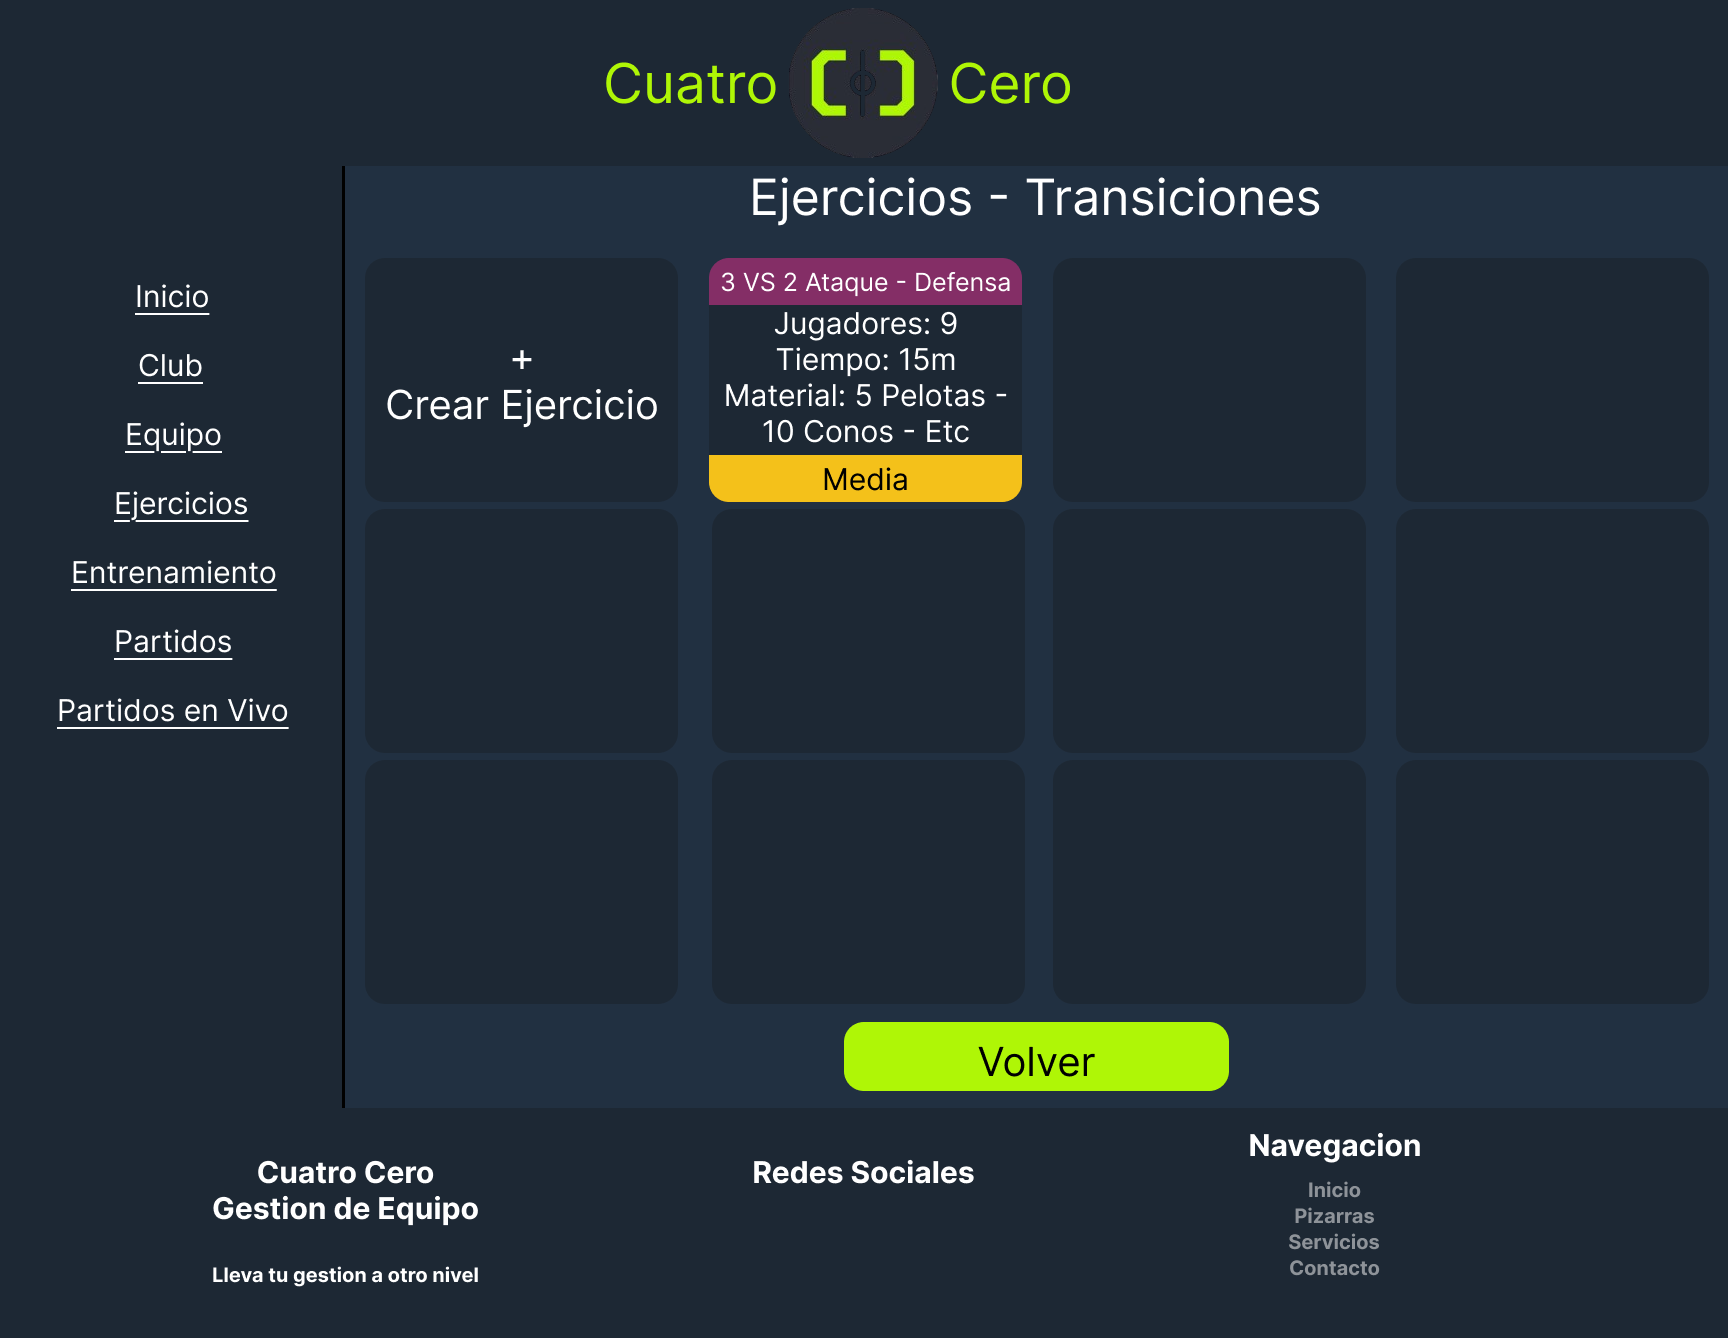 Cuatro Cero
Ejercicios - Transiciones
Inicio
Club
Equipo
Ejercicios
Entrenamiento
Partidos
Partidos en Vivo
+
Crear Ejercicio
3 VS 2 Ataque - Defensa
Jugadores: 9
Tiempo: 15m
Material: 5 Pelotas -
10 Conos - Etc
Media
Volver
Cuatro Cero
Gestion de Equipo
Lleva tu gestion a otro nivel
Redes Sociales
Navegacion
Inicio
Pizarras
Servicios
Contacto